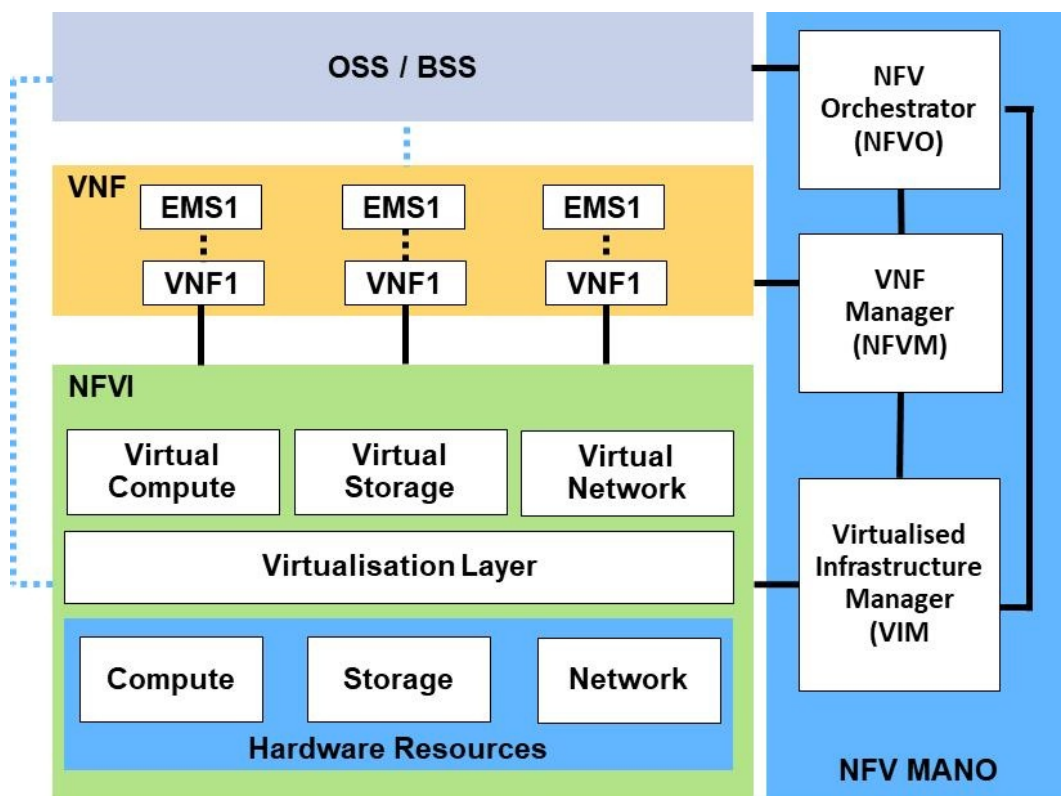 OSS / BSS
VNF
EMS1
EMS1
EMS1
VNF1
VNF1
VNF1
NFVI
Virtual
Compute
Virtual
Storage
Virtual
Network
Virtualisation Layer
Compute
Storage
Network
Hardware Resources
NFV
Orchestrator
(NFVO)
VNF
Manager
(NFVM)
Virtualised
Infrastructure
Manager
(VIM
NFV MANO